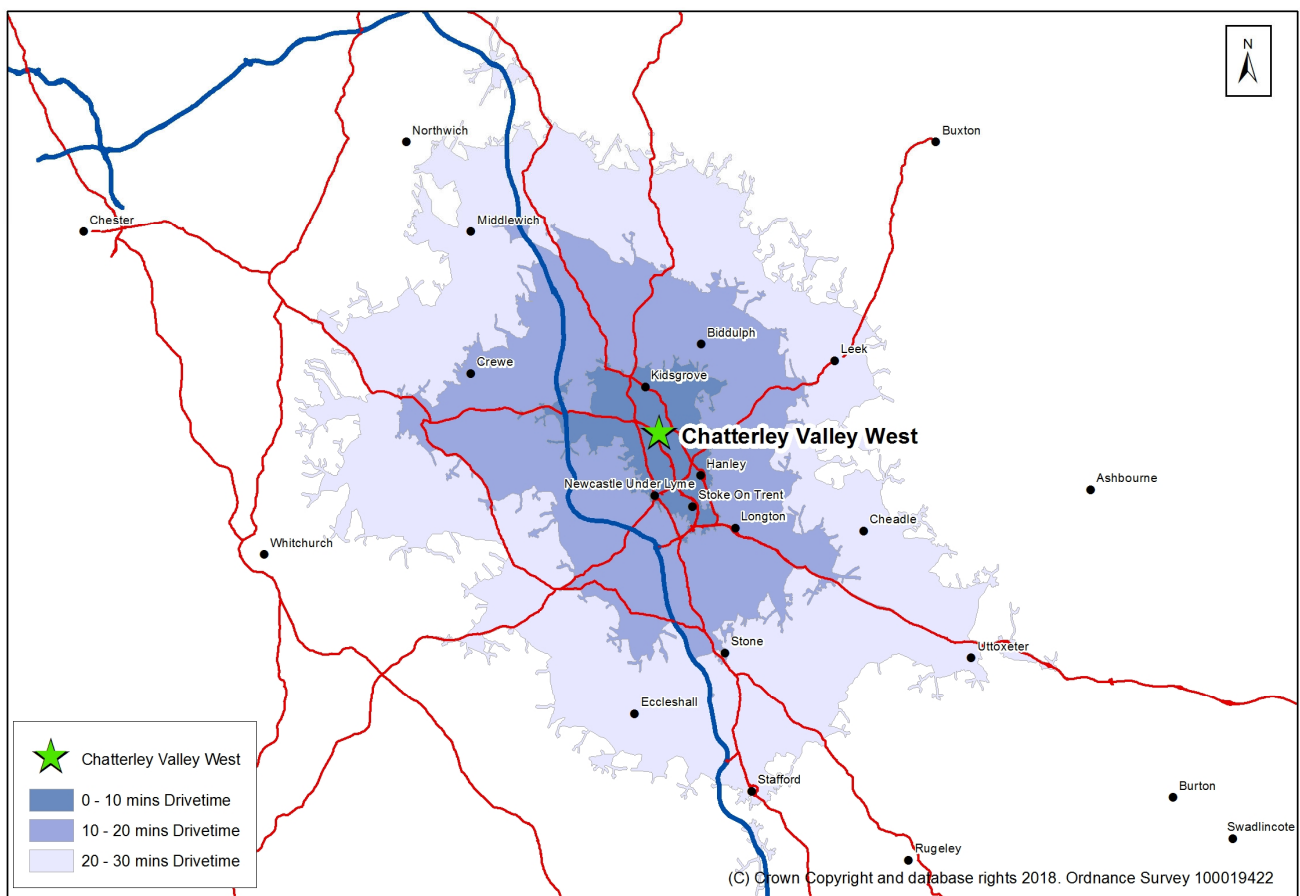 N
Northwich
Buxton
Chester
Middlewich
Biddulph
Leek
Crewe
Kidsgrove
Chatterley Valley West
Hanley
Ashbourne
Newcastle Under Lyme
Stoke On Trent
Longton
Cheadle
Whitchurch
Stone
Uttoxeter
Eccleshall
Stafford
Burton
Swadlincote
Rugeley
Chatterley Valley West
0 - 10 mins Drivetime
10 - 20 mins Drivetime
20 - 30 mins Drivetime
(C) Crown Copyright and database rights 2018. Ordnance Survey 100019422